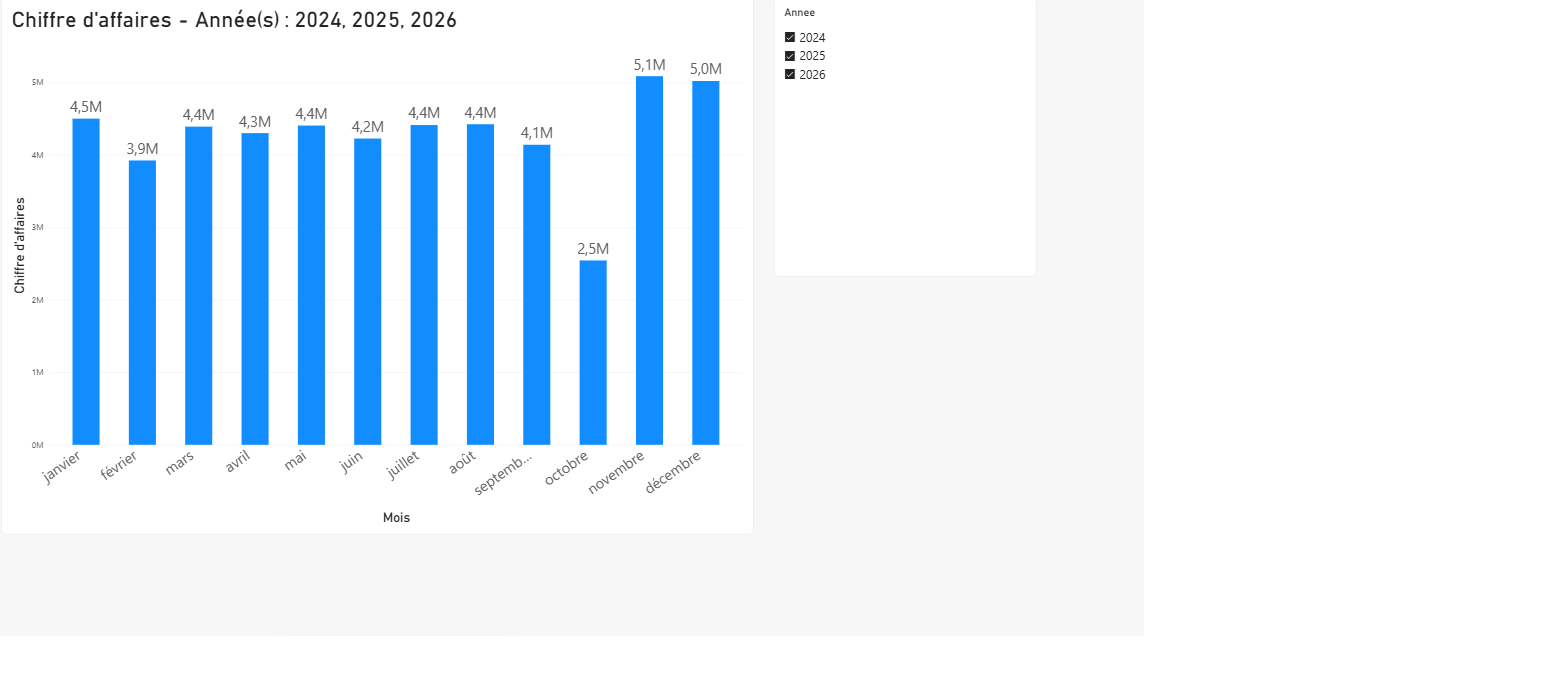 Chiffre d'affaires - Année(s) : 2024, 2025, 2026
5,1M
5,0M
5M
4,5M
4,4M
4,3M
4,4M
4,2M
4,4M
4,4M
4,1M
3,9M
4M
Chiffre d'affaires
3M
2,5M
2M
1M
0M
janvier
février
mars
avril
mai
juin
juillet
août
septemb...
octobre
novembre
décembre
Mois
Annee
2024
2025
2026